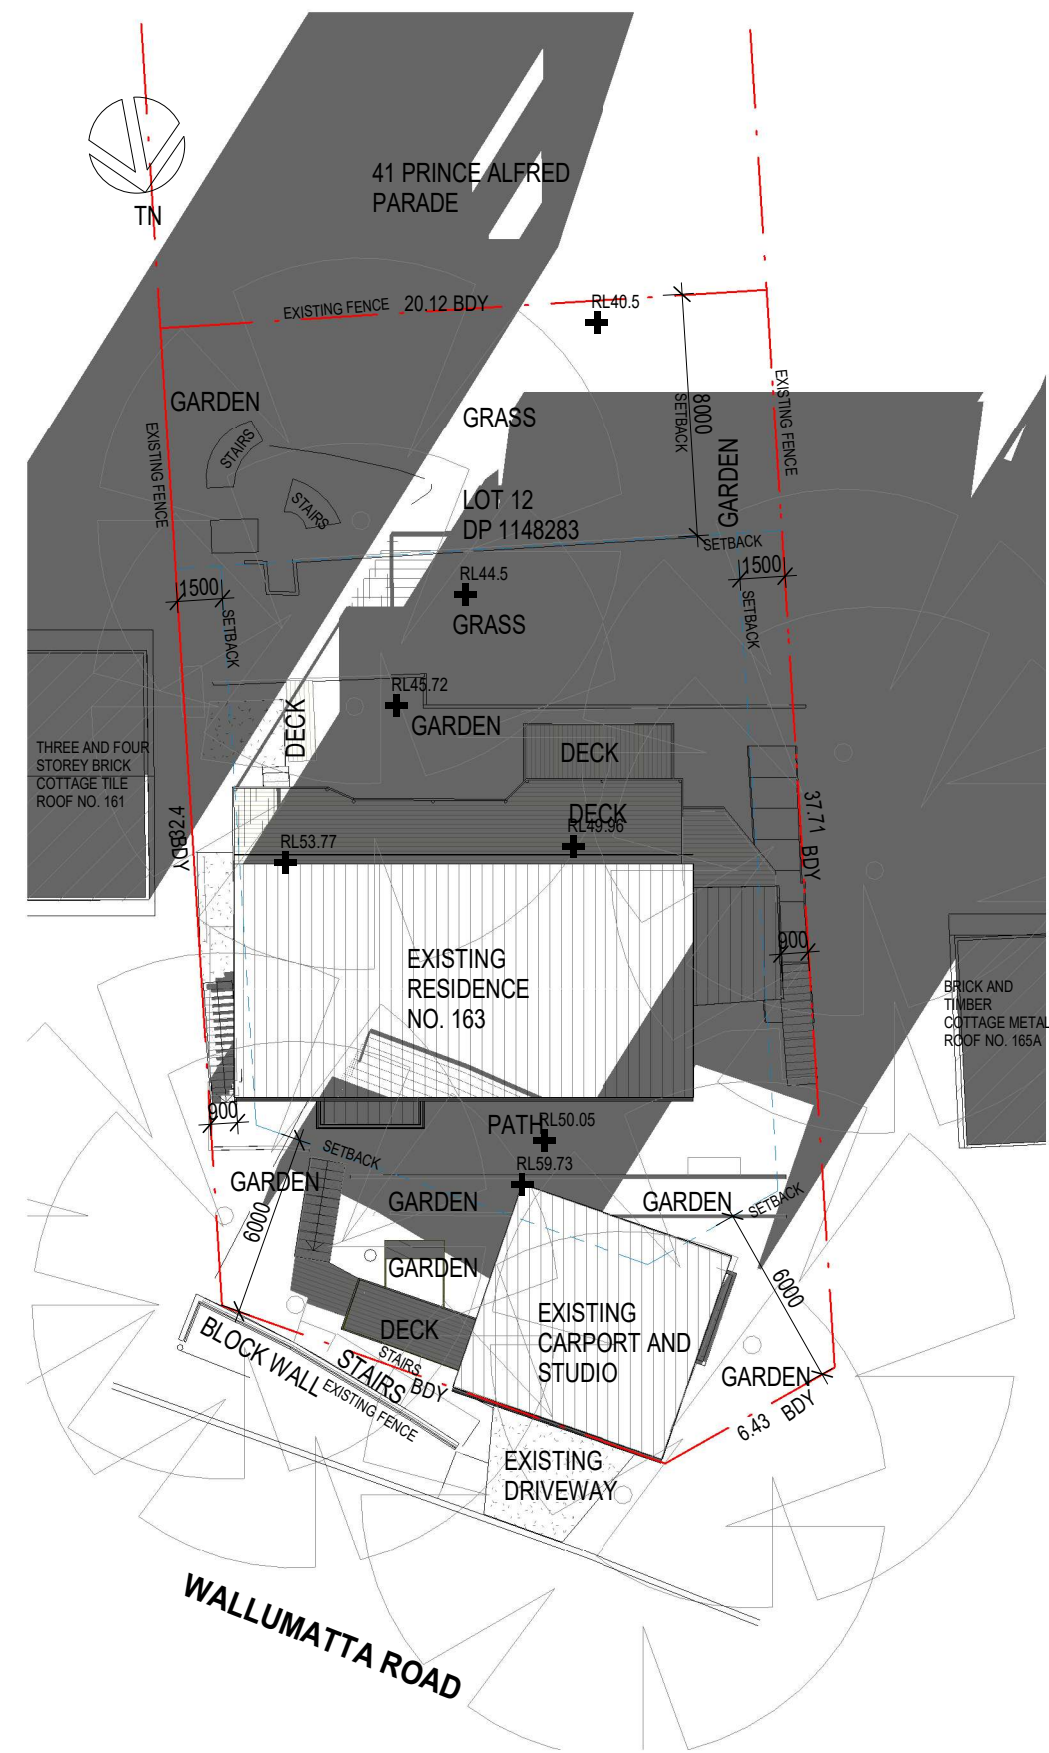 41 PRINCE ALFRED
PARADE
TN
RL40.5
EXISTING FENCE
20.12 BDY
GARDEN
EXISTING FENCE
STAIRS
STAIRS
GRASS
8000
SETBACK
GARDEN
EXISTING FENCE
LOT 12
DP 1148283
SETBACK
1500
SETBACK
RL44.5
GRASS
1500
SETBACK
RL45.72
GARDEN
DECK
DECK
THREE AND FOUR
STOREY BRICK
COTTAGE TILE
ROOF NO. 161
32.4
BDY
DECK
RL49.96
RL53.77
37.71 BDY
900
EXISTING
RESIDENCE
NO. 163
BRICK AND
TIMBER
COTTAGE METAL
ROOF NO. 165A
900
PATH
RL50.05
SETBACK
RL59.73
GARDEN
GARDEN
GARDEN
SETBACK
6000
GARDEN
6000
EXISTING
CARPORT AND
STUDIO
DECK
BLOCK WALL
STAIRS
STAIRS
BDY
EXISTING FENCE
GARDEN
6.43 BDY
EXISTING
DRIVEWAY
WALLUMATTA ROAD